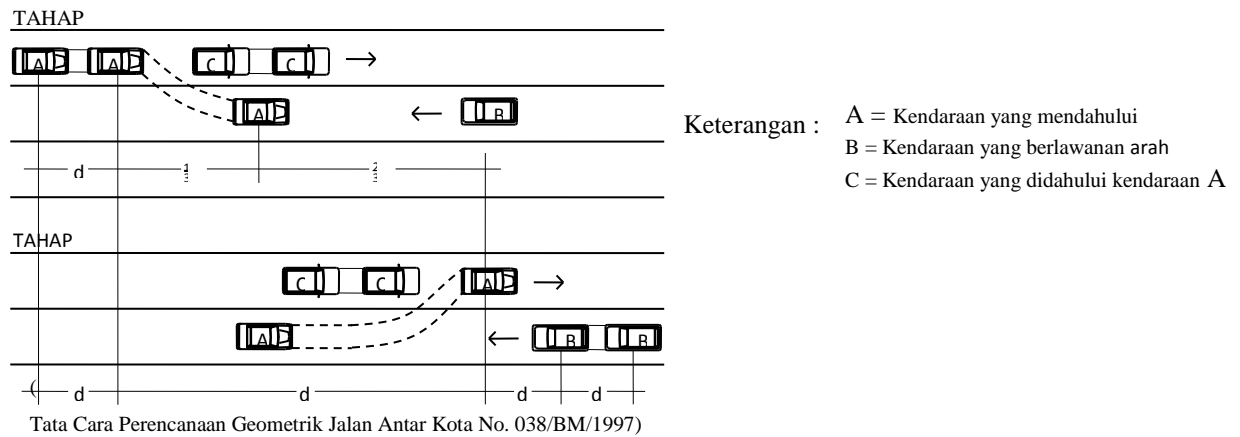 TAHAP
A A C C
A B
d 1/3 2/3
TAHAP
C C A
A B B
( d d d d
Tata Cara Perencanaan Geometrik Jalan Antar Kota No. 038/BM/1997)
Keterangan :
A = Kendaraan yang mendahului
B = Kendaraan yang berlawanan arah
C = Kendaraan yang didahului kendaraan A